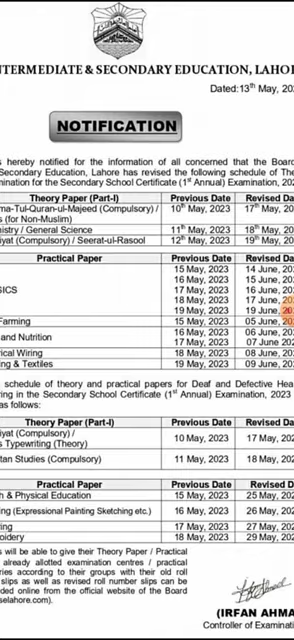 NTERMEDIATE & SECONDARY EDUCATION, LAHOR
Dated:13th May, 202
NOTIFICATION
s hereby notified for the information of all concerned that the Board
Secondary Education, Lahore has revised the following schedule of The
mination for the Secondary School Certificate (1st Annual) Examination, 202
Theory Paper (Part-I) Previous Date Revised Da
ma-Tul-Quran-ul-Majeed (Compulsory) / 10th May, 2023 17th May, 20
s (for Non-Muslim)
mistry / General Science 11th May, 2023 18th May, 20
iyat (Compulsory) / Seerat-ul-Rasool 12th May, 2023 19th May, 20
Practical Paper Previous Date Revised Da
15 May, 2023 14 June, 20
16 May, 2023 15 June, 20
SICS 17 May, 2023 16 June, 20
18 May, 2023 17 June, 20
19 May, 2023 19 June, 20
Farming 15 May, 2023 05 June, 20
and Nutrition 16 May, 2023 06 June, 20
17 May, 2023 07 June 202
rical Wiring 18 May, 2023 08 June, 20
ng & Textiles 19 May, 2023 09 June, 20
schedule of theory and practical papers for Deaf and Defective Hea
ring in the Secondary School Certificate (1st Annual) Examination, 2023
as follows:
Theory Paper (Part-I) Previous Date Revised Da
iyat (Compulsory) / 10 May, 2023 17 May, 202
s Typewriting (Theory)
tan Studies (Compulsory) 11 May, 2023 18 May, 202
Practical Paper Previous Date Revised D
h & Physical Education 15 May, 2023 25 May, 202
ing (Expressional Painting Sketching etc.) 16 May, 2023 26 May, 202
ring 17 May, 2023 27 May, 202
oidery 18 May, 2023 29 May, 202
s will be able to give their Theory Paper / Practical
already allotted examination centres / practical
ries according to their groups with their old roll
slips as well as revised roll number slips can be
ded online from the official website of the Board
selahore.com).
(IRFAN AHMA
Controller of Examinatio